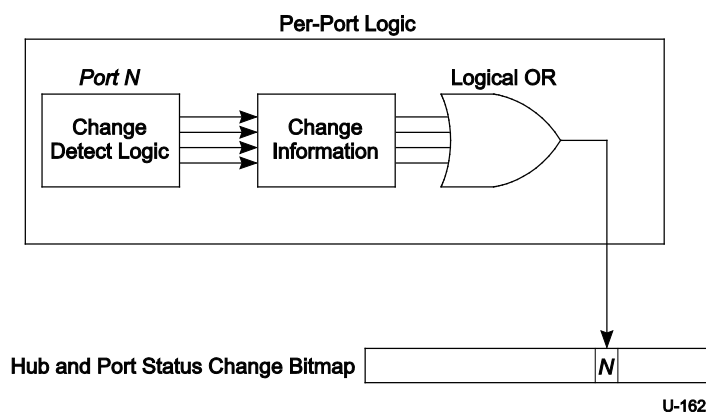 Per-Port Logic
Port N
Logical OR
Change
Detect Logic
Change
Information
Hub and Port Status Change Bitmap
N
U-162